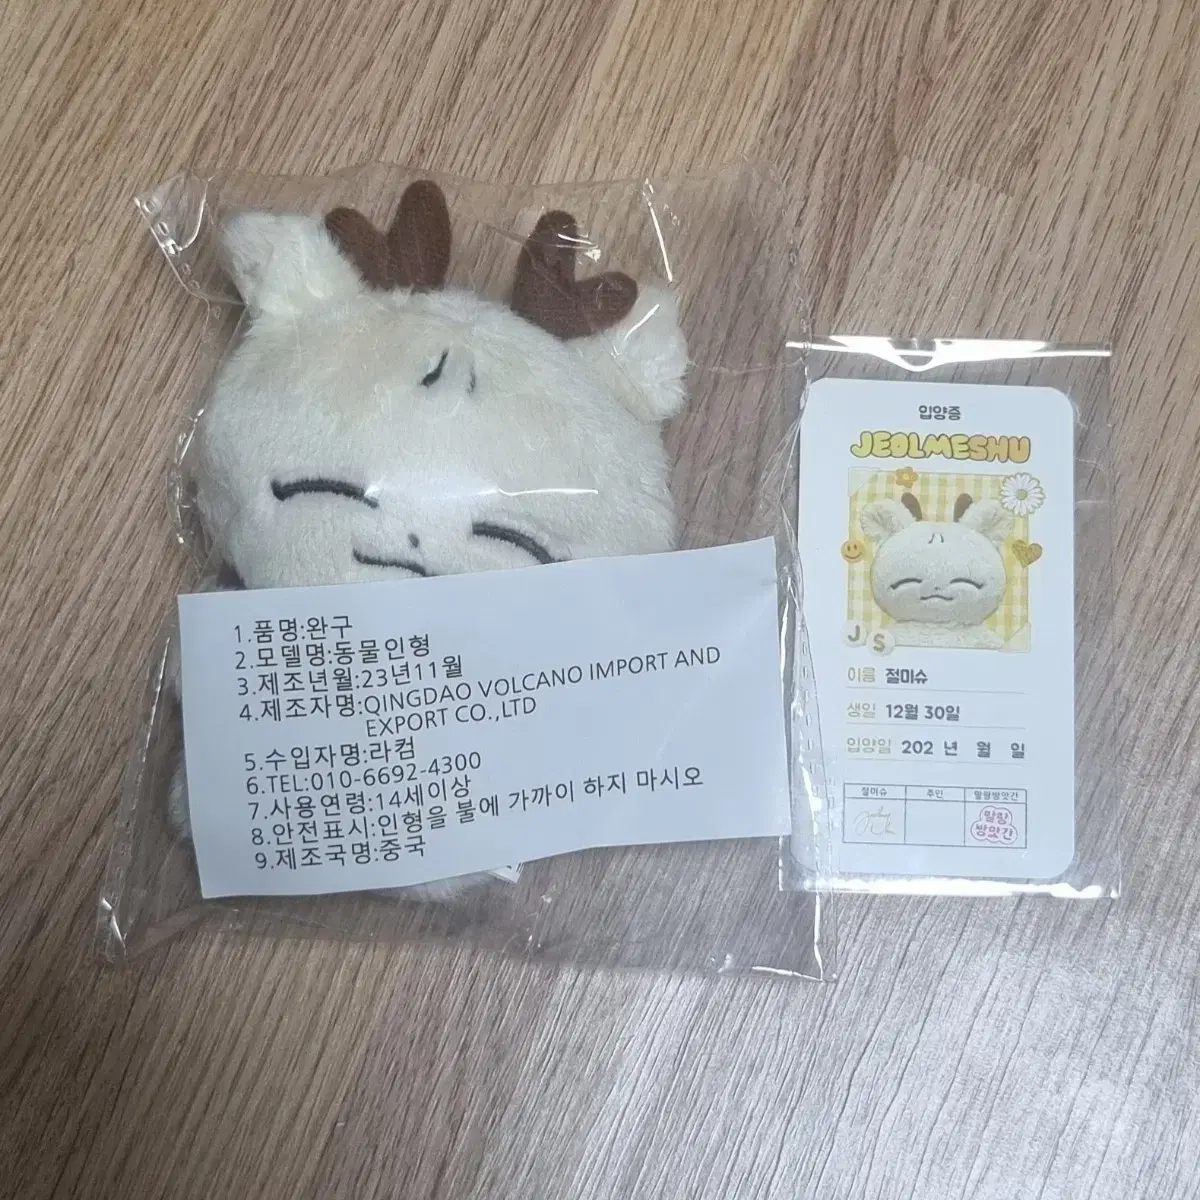 1.품명:완구
2.모델명:동물인형
3.제조년월:23년11월
4.제조자명:QINGDAO VOLCANO IMPORT AND
EXPORT CO.,LTD
5.수입자명:라컴
6.TEL:010-6692-4300
7.사용연령:14세이상
8.안전표시:인형을 불에 가까이 하지 마시오
9.제조국명:중국
입양증
JEOLMESHU
J S
이름 절미슈
생일 12월 30일
입양일 202 년 월 일
절미슈 주인 말랑방앗간
말랑
방앗간